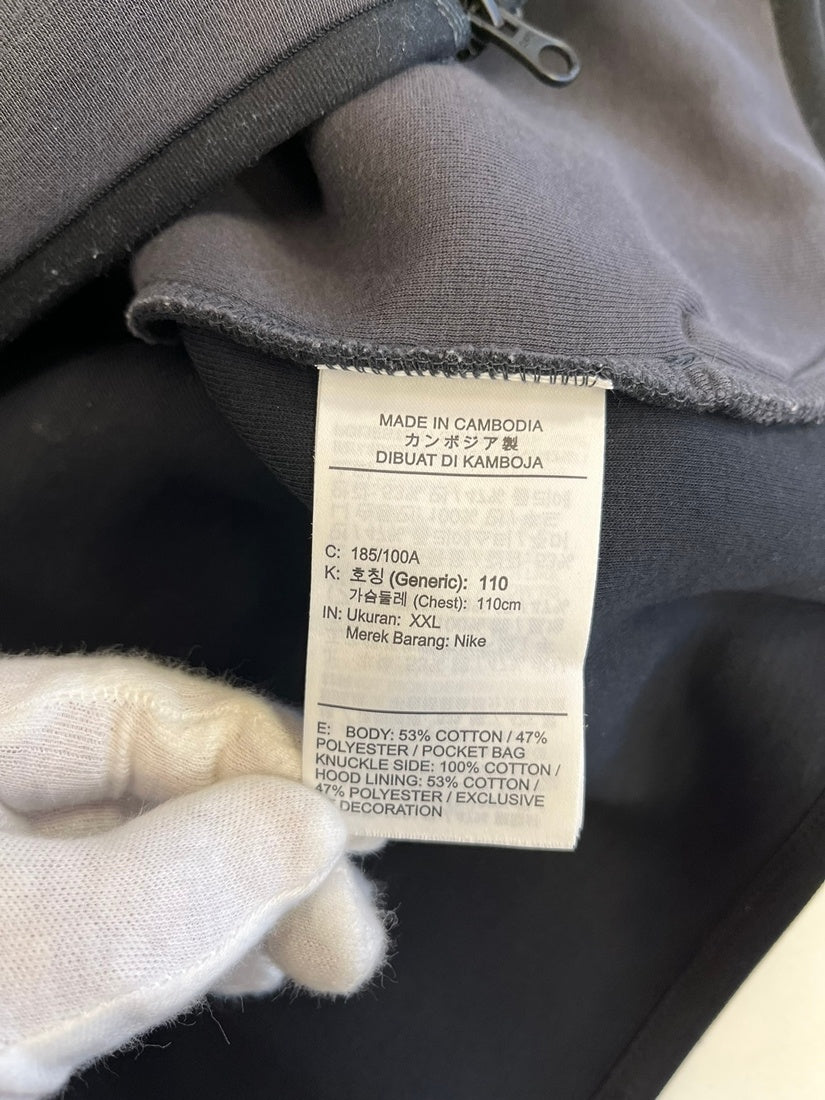 MADE IN CAMBODIA
カンボジア製
DIBUAT DI KAMBOJA
C: 185/100A
K: 호칭 (Generic): 110
가슴둘레 (Chest): 110cm
IN: Ukuran: XXL
Merek Barang: Nike
E: BODY: 53% COTTON / 47%
POLYESTER / POCKET BAG
KNUCKLE SIDE: 100% COTTON /
HOOD LINING: 53% COTTON /
47% POLYESTER / EXCLUSIVE
DECORATION